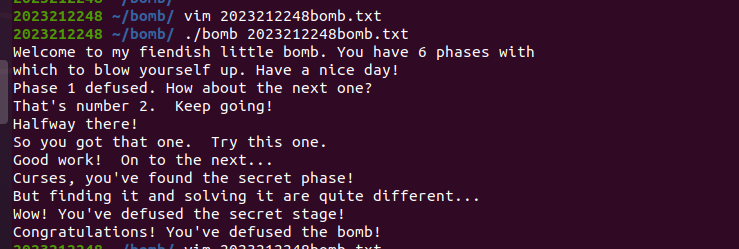 2023212248 ~/bomb/ vim 2023212248bomb.txt
2023212248 ~/bomb/ ./bomb 2023212248bomb.txt
Welcome to my fiendish little bomb. You have 6 phases with
which to blow yourself up. Have a nice day!
Phase 1 defused. How about the next one?
That's number 2.  Keep going!
Halfway there!
So you got that one.  Try this one.
Good work!  On to the next...
Curses, you've found the secret phase!
But finding it and solving it are quite different...
Wow! You've defused the secret stage!
Congratulations! You've defused the bomb!
2023212248 ~/bomb/ vim 2023212248bomb.txt